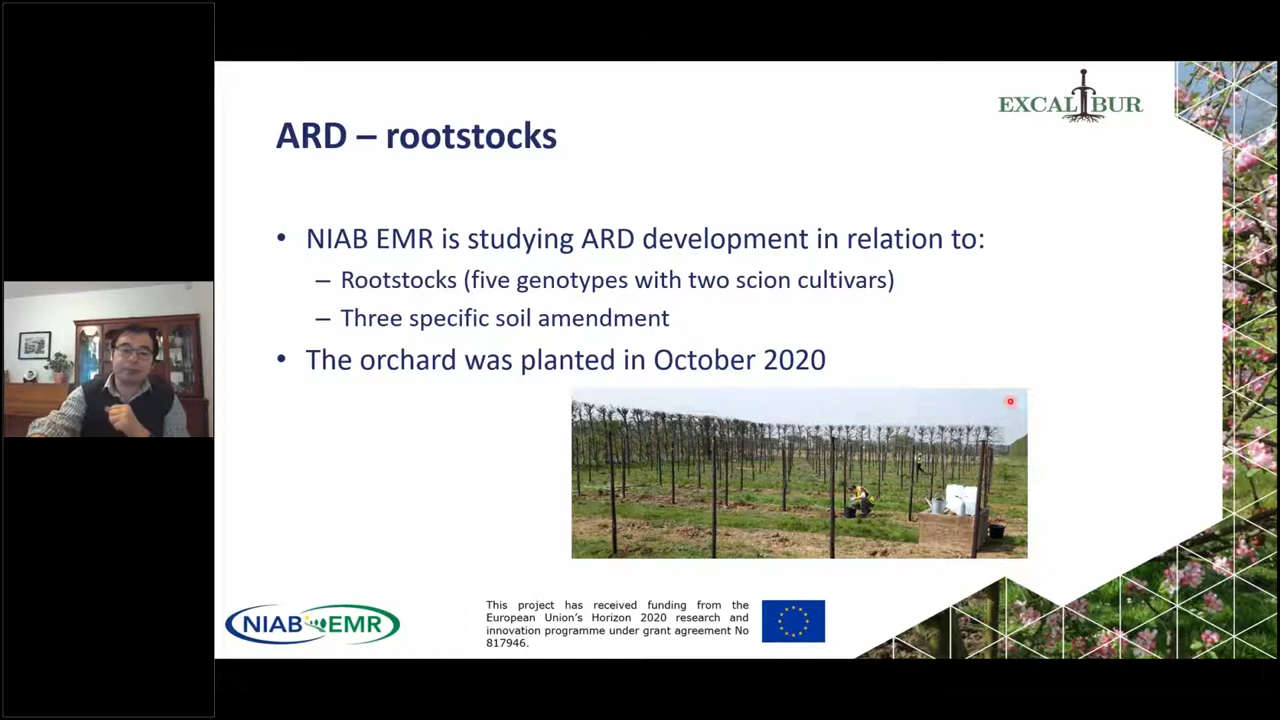 EXCALIBUR
ARD – rootstocks
• NIAB EMR is studying ARD development in relation to:
– Rootstocks (five genotypes with two scion cultivars)
– Three specific soil amendment
• The orchard was planted in October 2020
NIAB EMR
This project has received funding from the
European Union's Horizon 2020 research and
innovation programme under grant agreement No
817946.